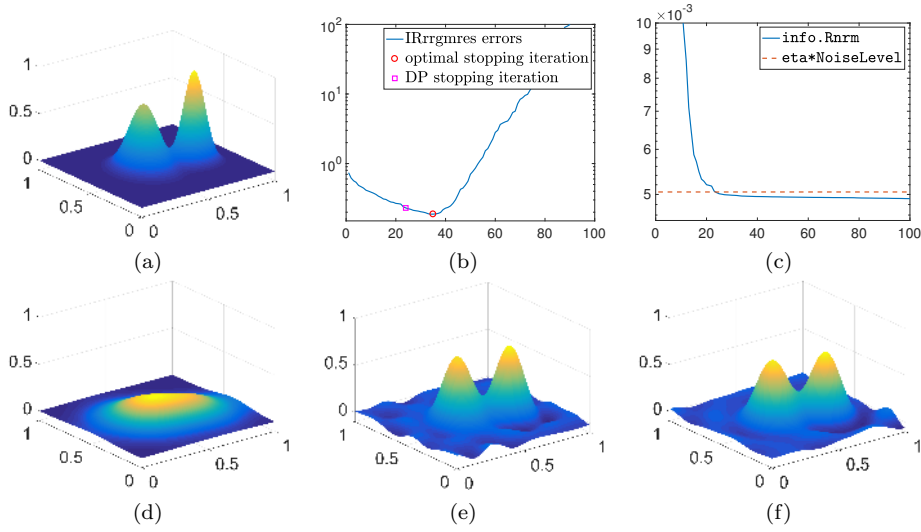 1
0.5
0
1
0.5
0 0
0.5
1
(a)
10^2
10^1
10^0
IRrrgmres errors
optimal stopping iteration
DP stopping iteration
0 20 40 60 80 100
(b)
10 × 10^-3
9
8
7
6
5
info.Rnrm
eta*NoiseLevel
0 20 40 60 80 100
(c)
1
0.5
0
1
0.5
0 0
0.5
1
(d)
1
0.5
0
1
0.5
0 0
0.5
1
(e)
1
0.5
0
1
0.5
0 0
0.5
1
(f)